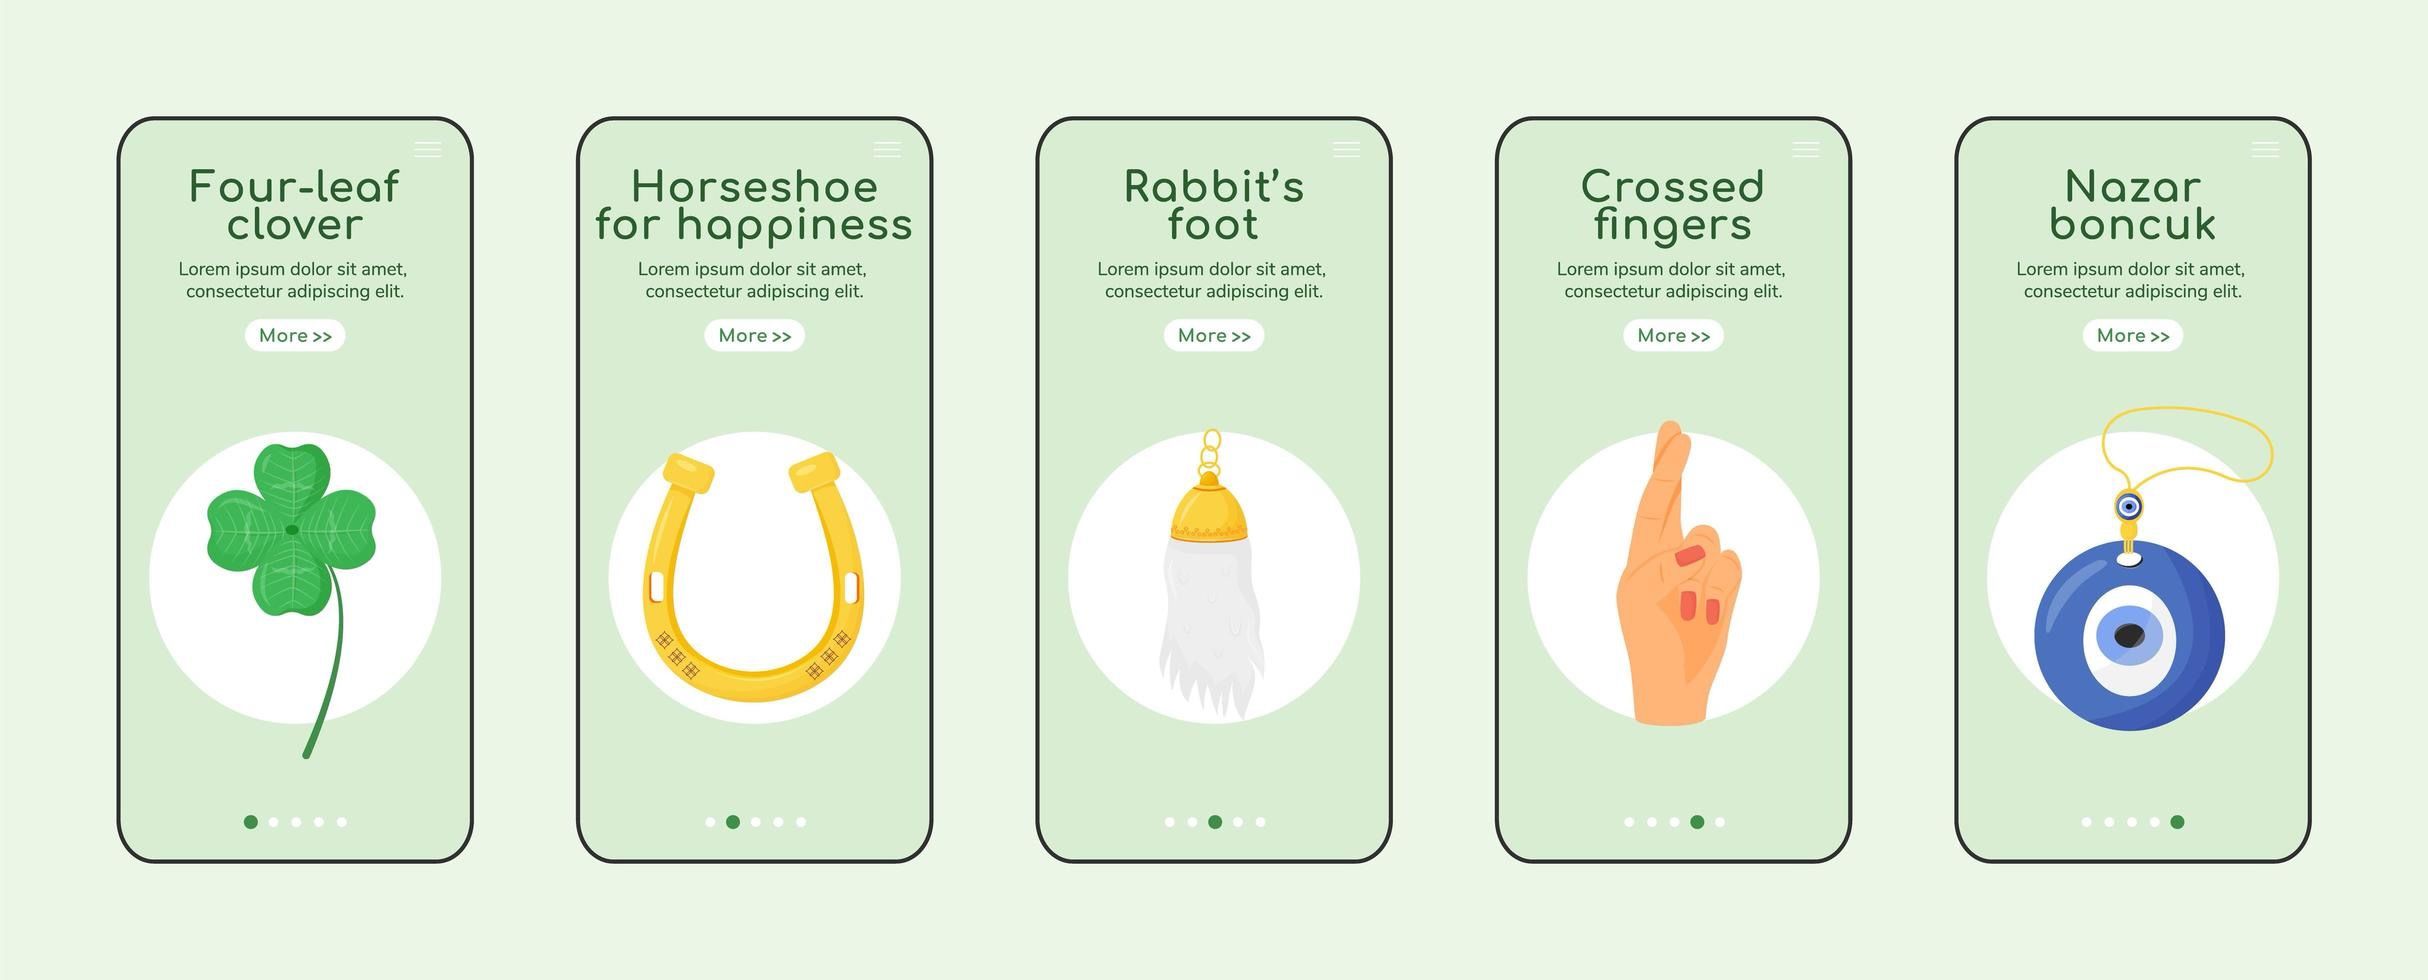 Four-leaf
clover
Lorem ipsum dolor sit amet,
consectetur adipiscing elit.
More >>
Horseshoe
for happiness
Lorem ipsum dolor sit amet,
consectetur adipiscing elit.
More >>
Rabbit’s
foot
Lorem ipsum dolor sit amet,
consectetur adipiscing elit.
More >>
Crossed
fingers
Lorem ipsum dolor sit amet,
consectetur adipiscing elit.
More >>
Nazar
boncuk
Lorem ipsum dolor sit amet,
consectetur adipiscing elit.
More >>